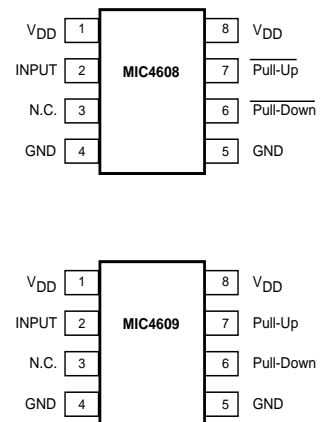 VDD 1 8 VDD
INPUT 2 MIC4608 7 Pull-Up
N.C. 3 6 Pull-Down
GND 4 5 GND
VDD 1 8 VDD
INPUT 2 MIC4609 7 Pull-Up
N.C. 3 6 Pull-Down
GND 4 5 GND